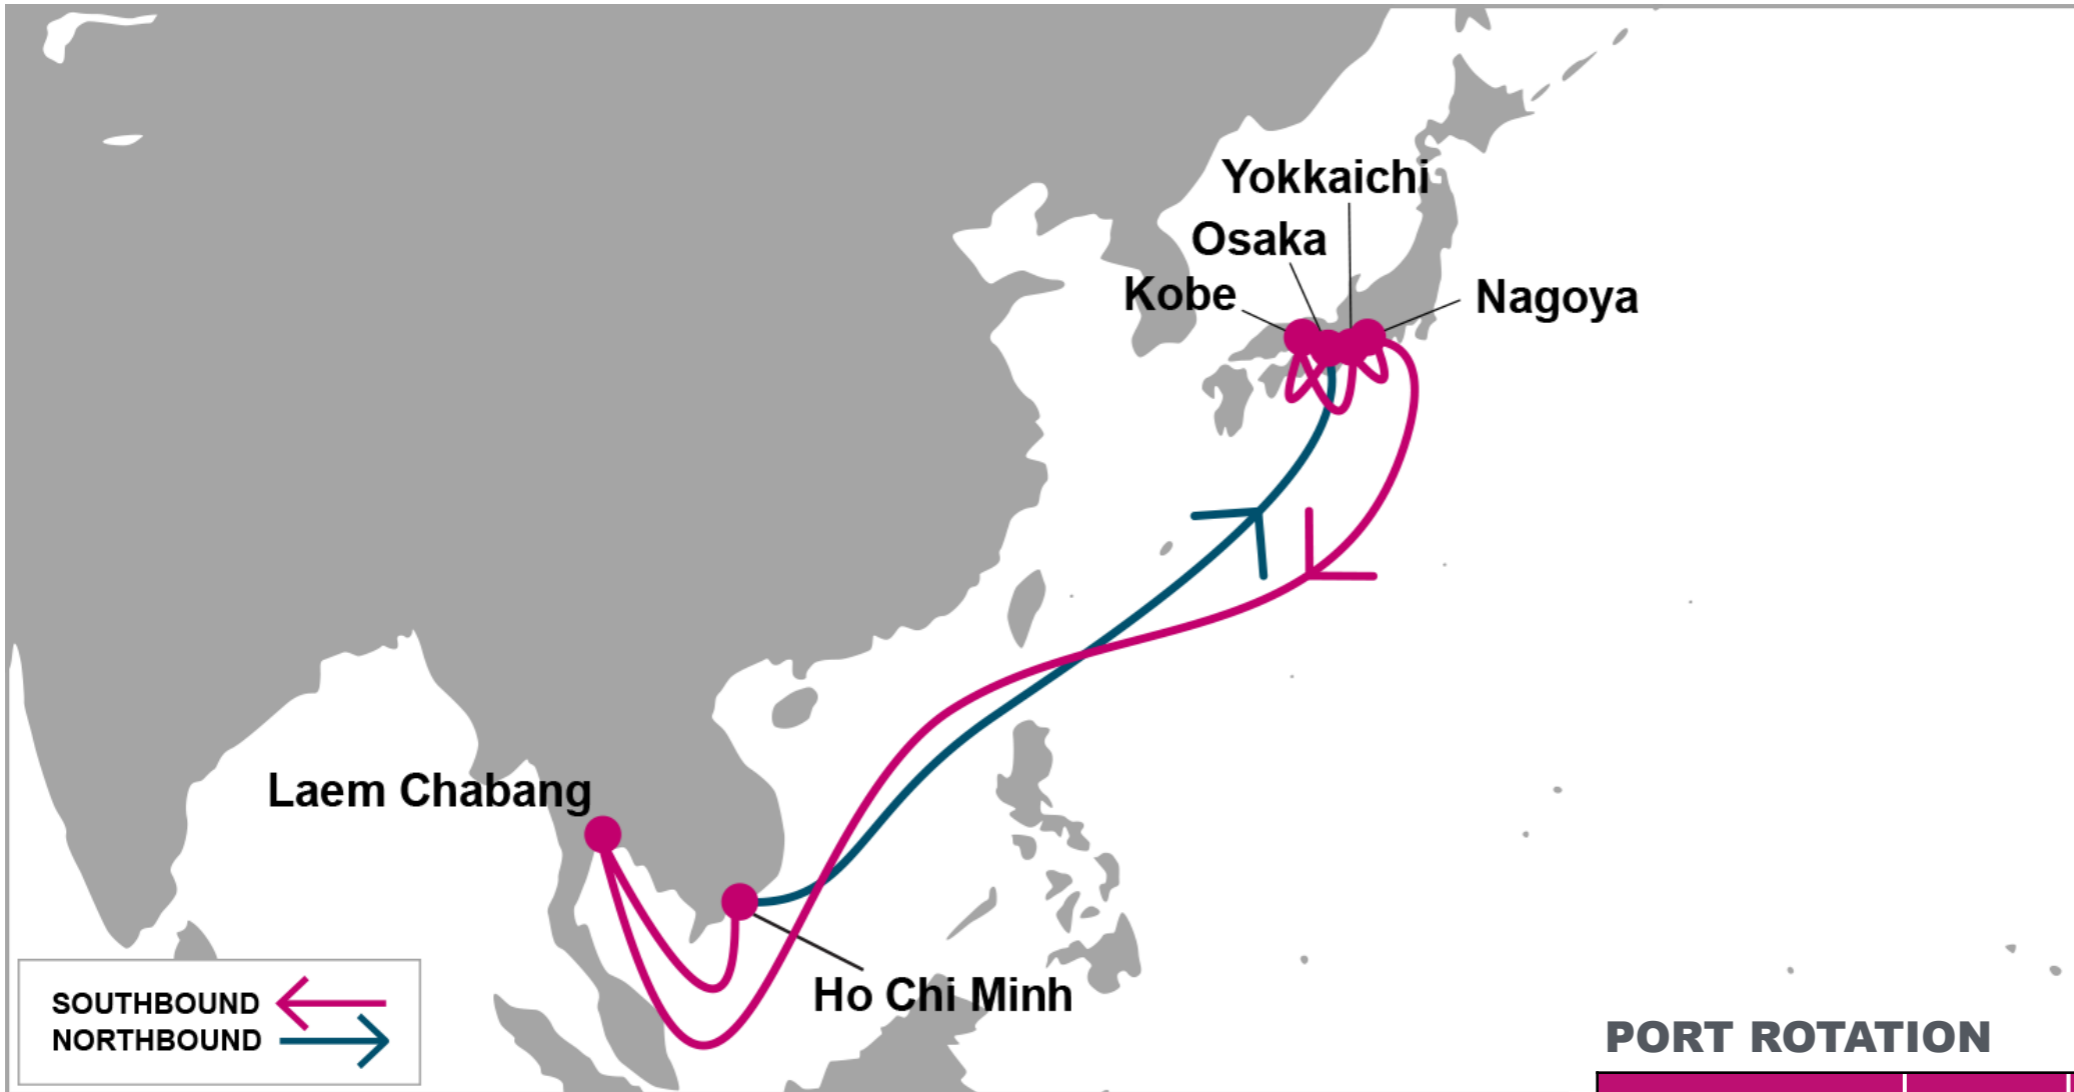 Yokkaichi
Osaka
Kobe
Nagoya
Laem Chabang
Ho Chi Minh
SOUTHBOUND
NORTHBOUND
PORT ROTATION